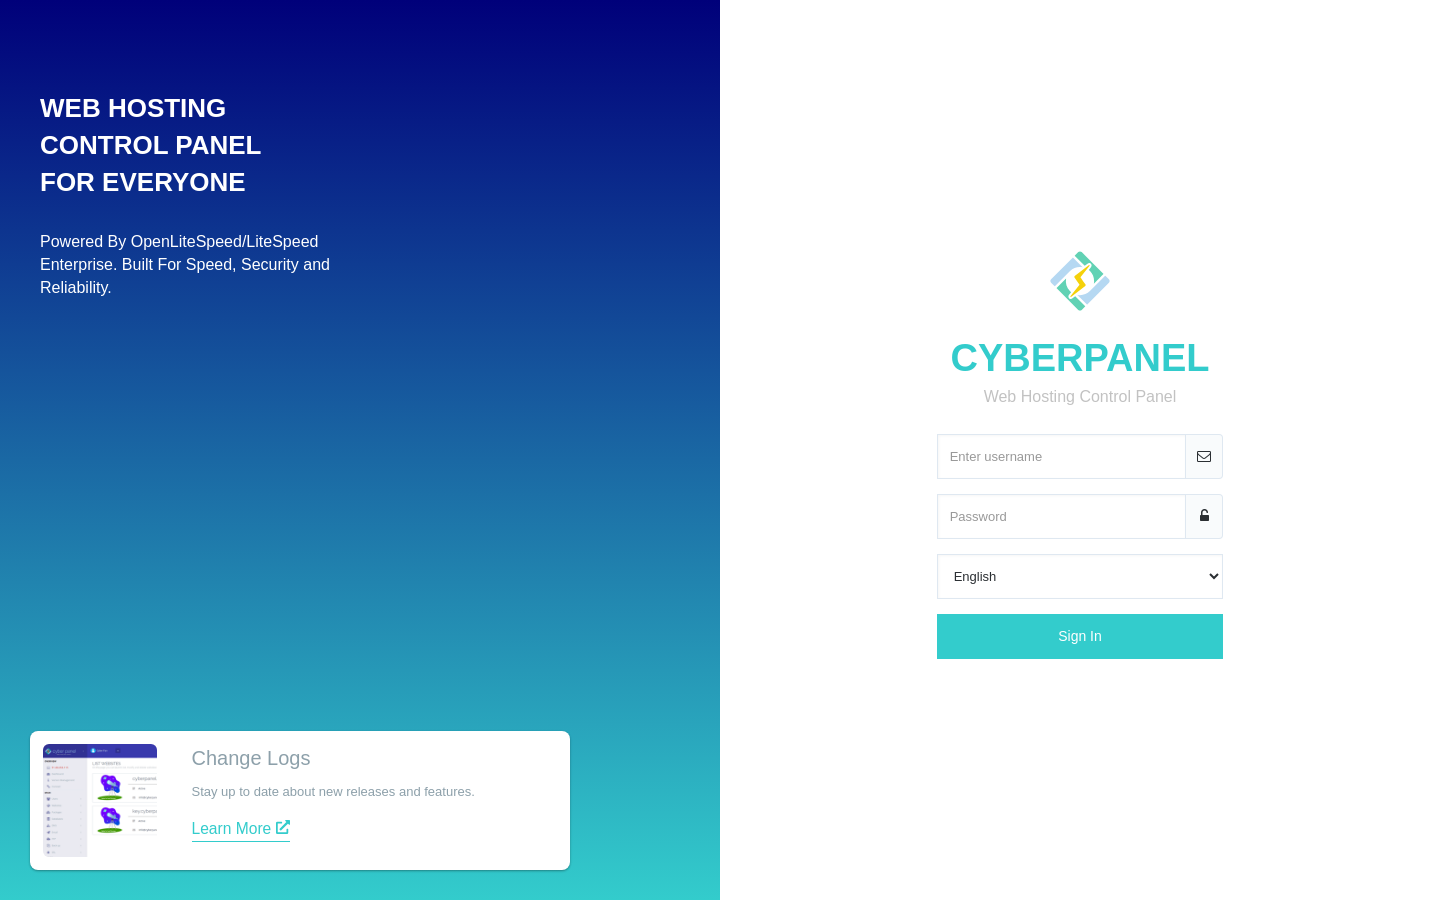 WEB HOSTING
CONTROL PANEL
FOR EVERYONE
Powered By OpenLiteSpeed/LiteSpeed
Enterprise. Built For Speed, Security and
Reliability.
Change Logs
Stay up to date about new releases and features.
Learn More
CYBERPANEL
Web Hosting Control Panel
Enter username
Password
English
Sign In